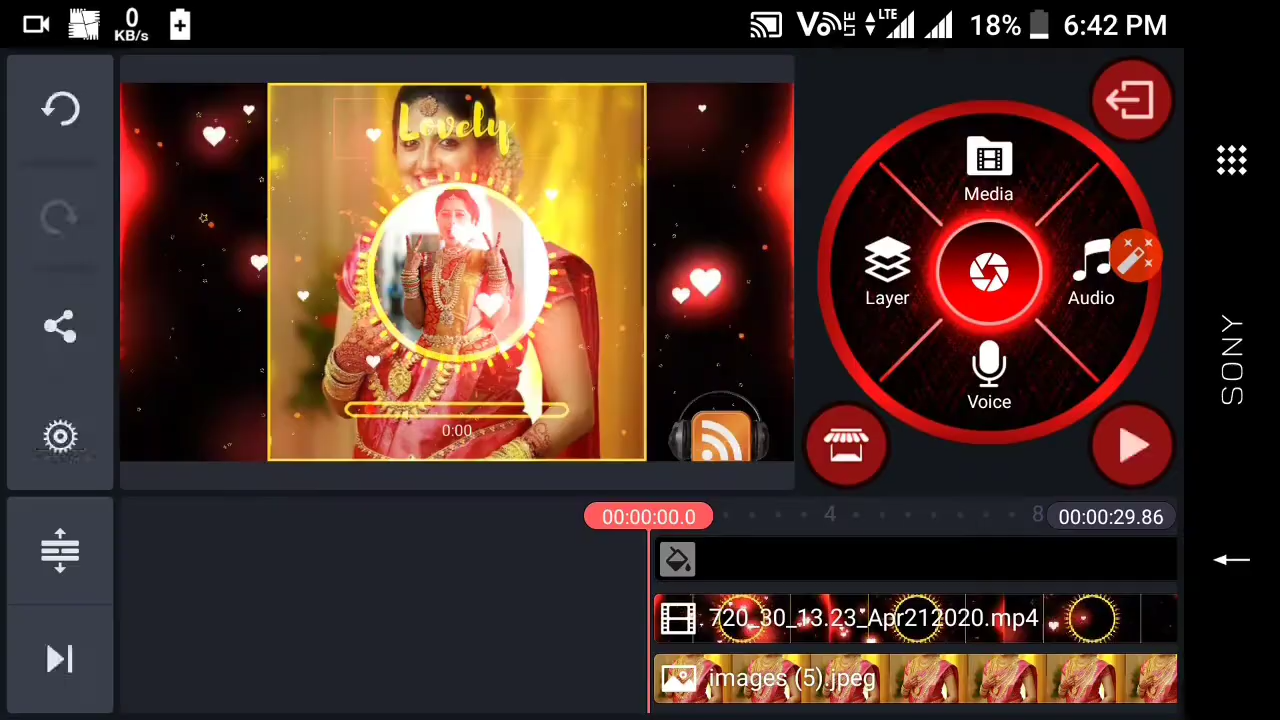 0
KB/s
VoLTE
LTE
18%
6:42 PM
Lovely
0:00
Media
Layer
Audio
Voice
SONY
00:00:00.0
4
8
00:00:29.86
720_30_13.23_Apr212020.mp4
images (5).jpeg